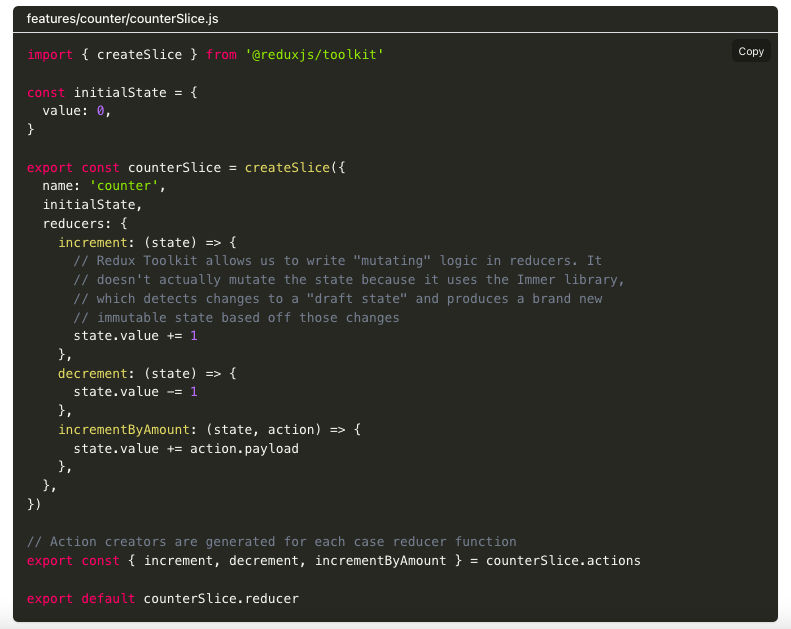 features/counter/counterSlice.js
Copy
import { createSlice } from '@reduxjs/toolkit'

const initialState = {
  value: 0,
}

export const counterSlice = createSlice({
  name: 'counter',
  initialState,
  reducers: {
    increment: (state) => {
      // Redux Toolkit allows us to write "mutating" logic in reducers. It
      // doesn't actually mutate the state because it uses the Immer library,
      // which detects changes to a "draft state" and produces a brand new
      // immutable state based off those changes
      state.value += 1
    },
    decrement: (state) => {
      state.value -= 1
    },
    incrementByAmount: (state, action) => {
      state.value += action.payload
    },
  },
})

// Action creators are generated for each case reducer function
export const { increment, decrement, incrementByAmount } = counterSlice.actions

export default counterSlice.reducer